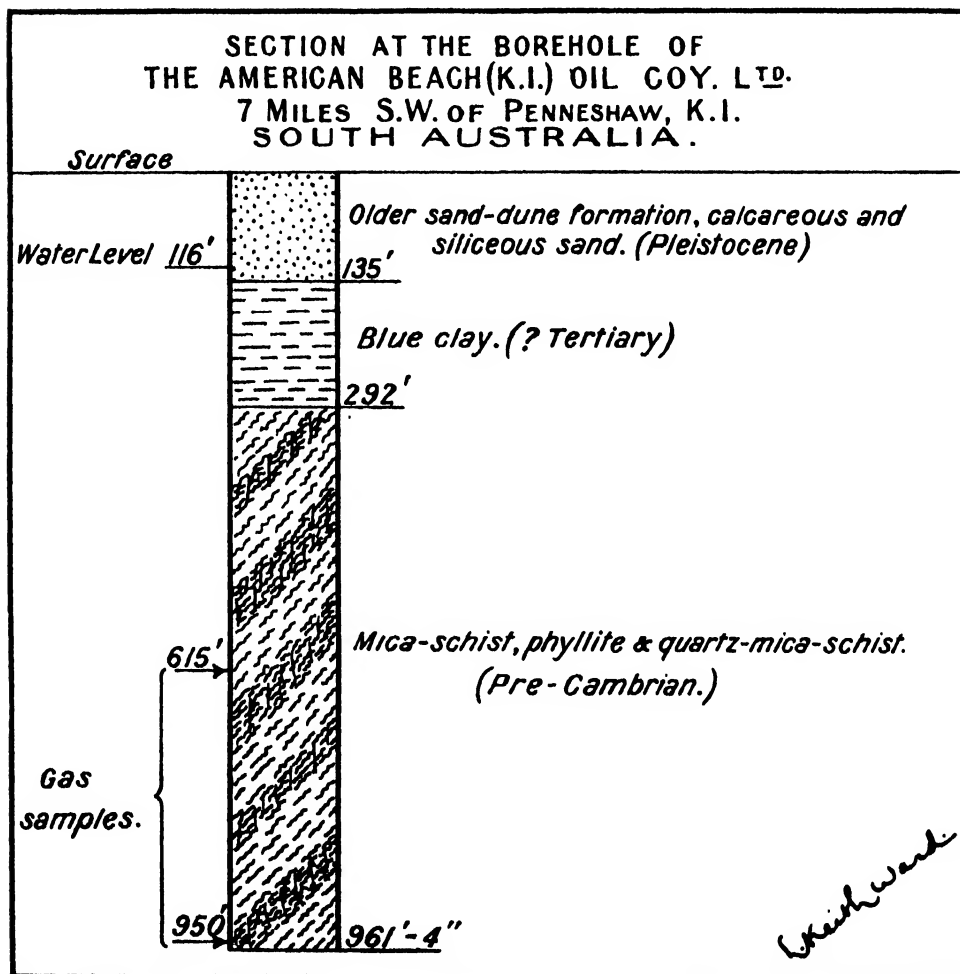 SECTION AT THE BOREHOLE OF
THE AMERICAN BEACH (K.I.) OIL COY. LTD.
7 MILES S.W. OF PENNESHAW, K.I.
SOUTH AUSTRALIA.
Surface
Older sand-dune formation, calcareous and
siliceous sand. (Pleistocene)
Water Level 116'
135'
Blue clay. (? Tertiary)
292'
Mica-schist, phyllite & quartz-mica-schist.
(Pre-Cambrian.)
615'
Gas
samples.
950'
961'-4"
L. Keith Ward.